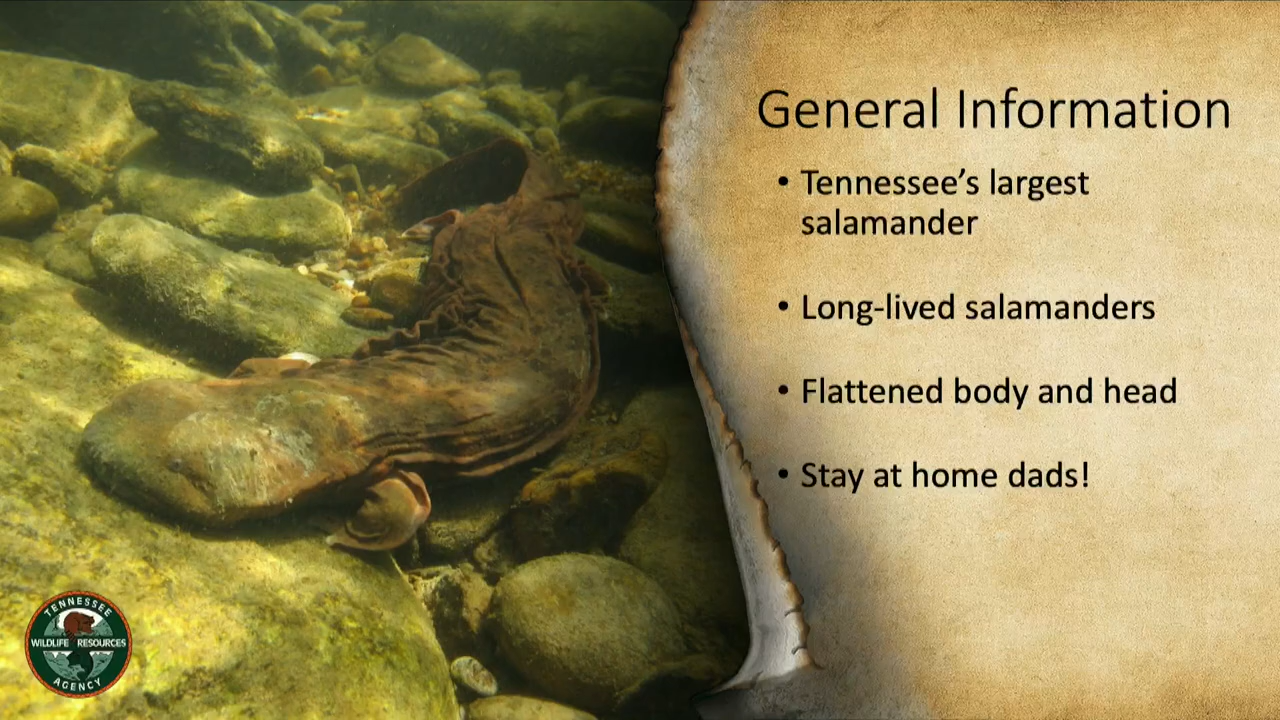 General Information
• Tennessee's largest
salamander
• Long-lived salamanders
• Flattened body and head
• Stay at home dads!
TENNESSEE
WILDLIFE RESOURCES
AGENCY